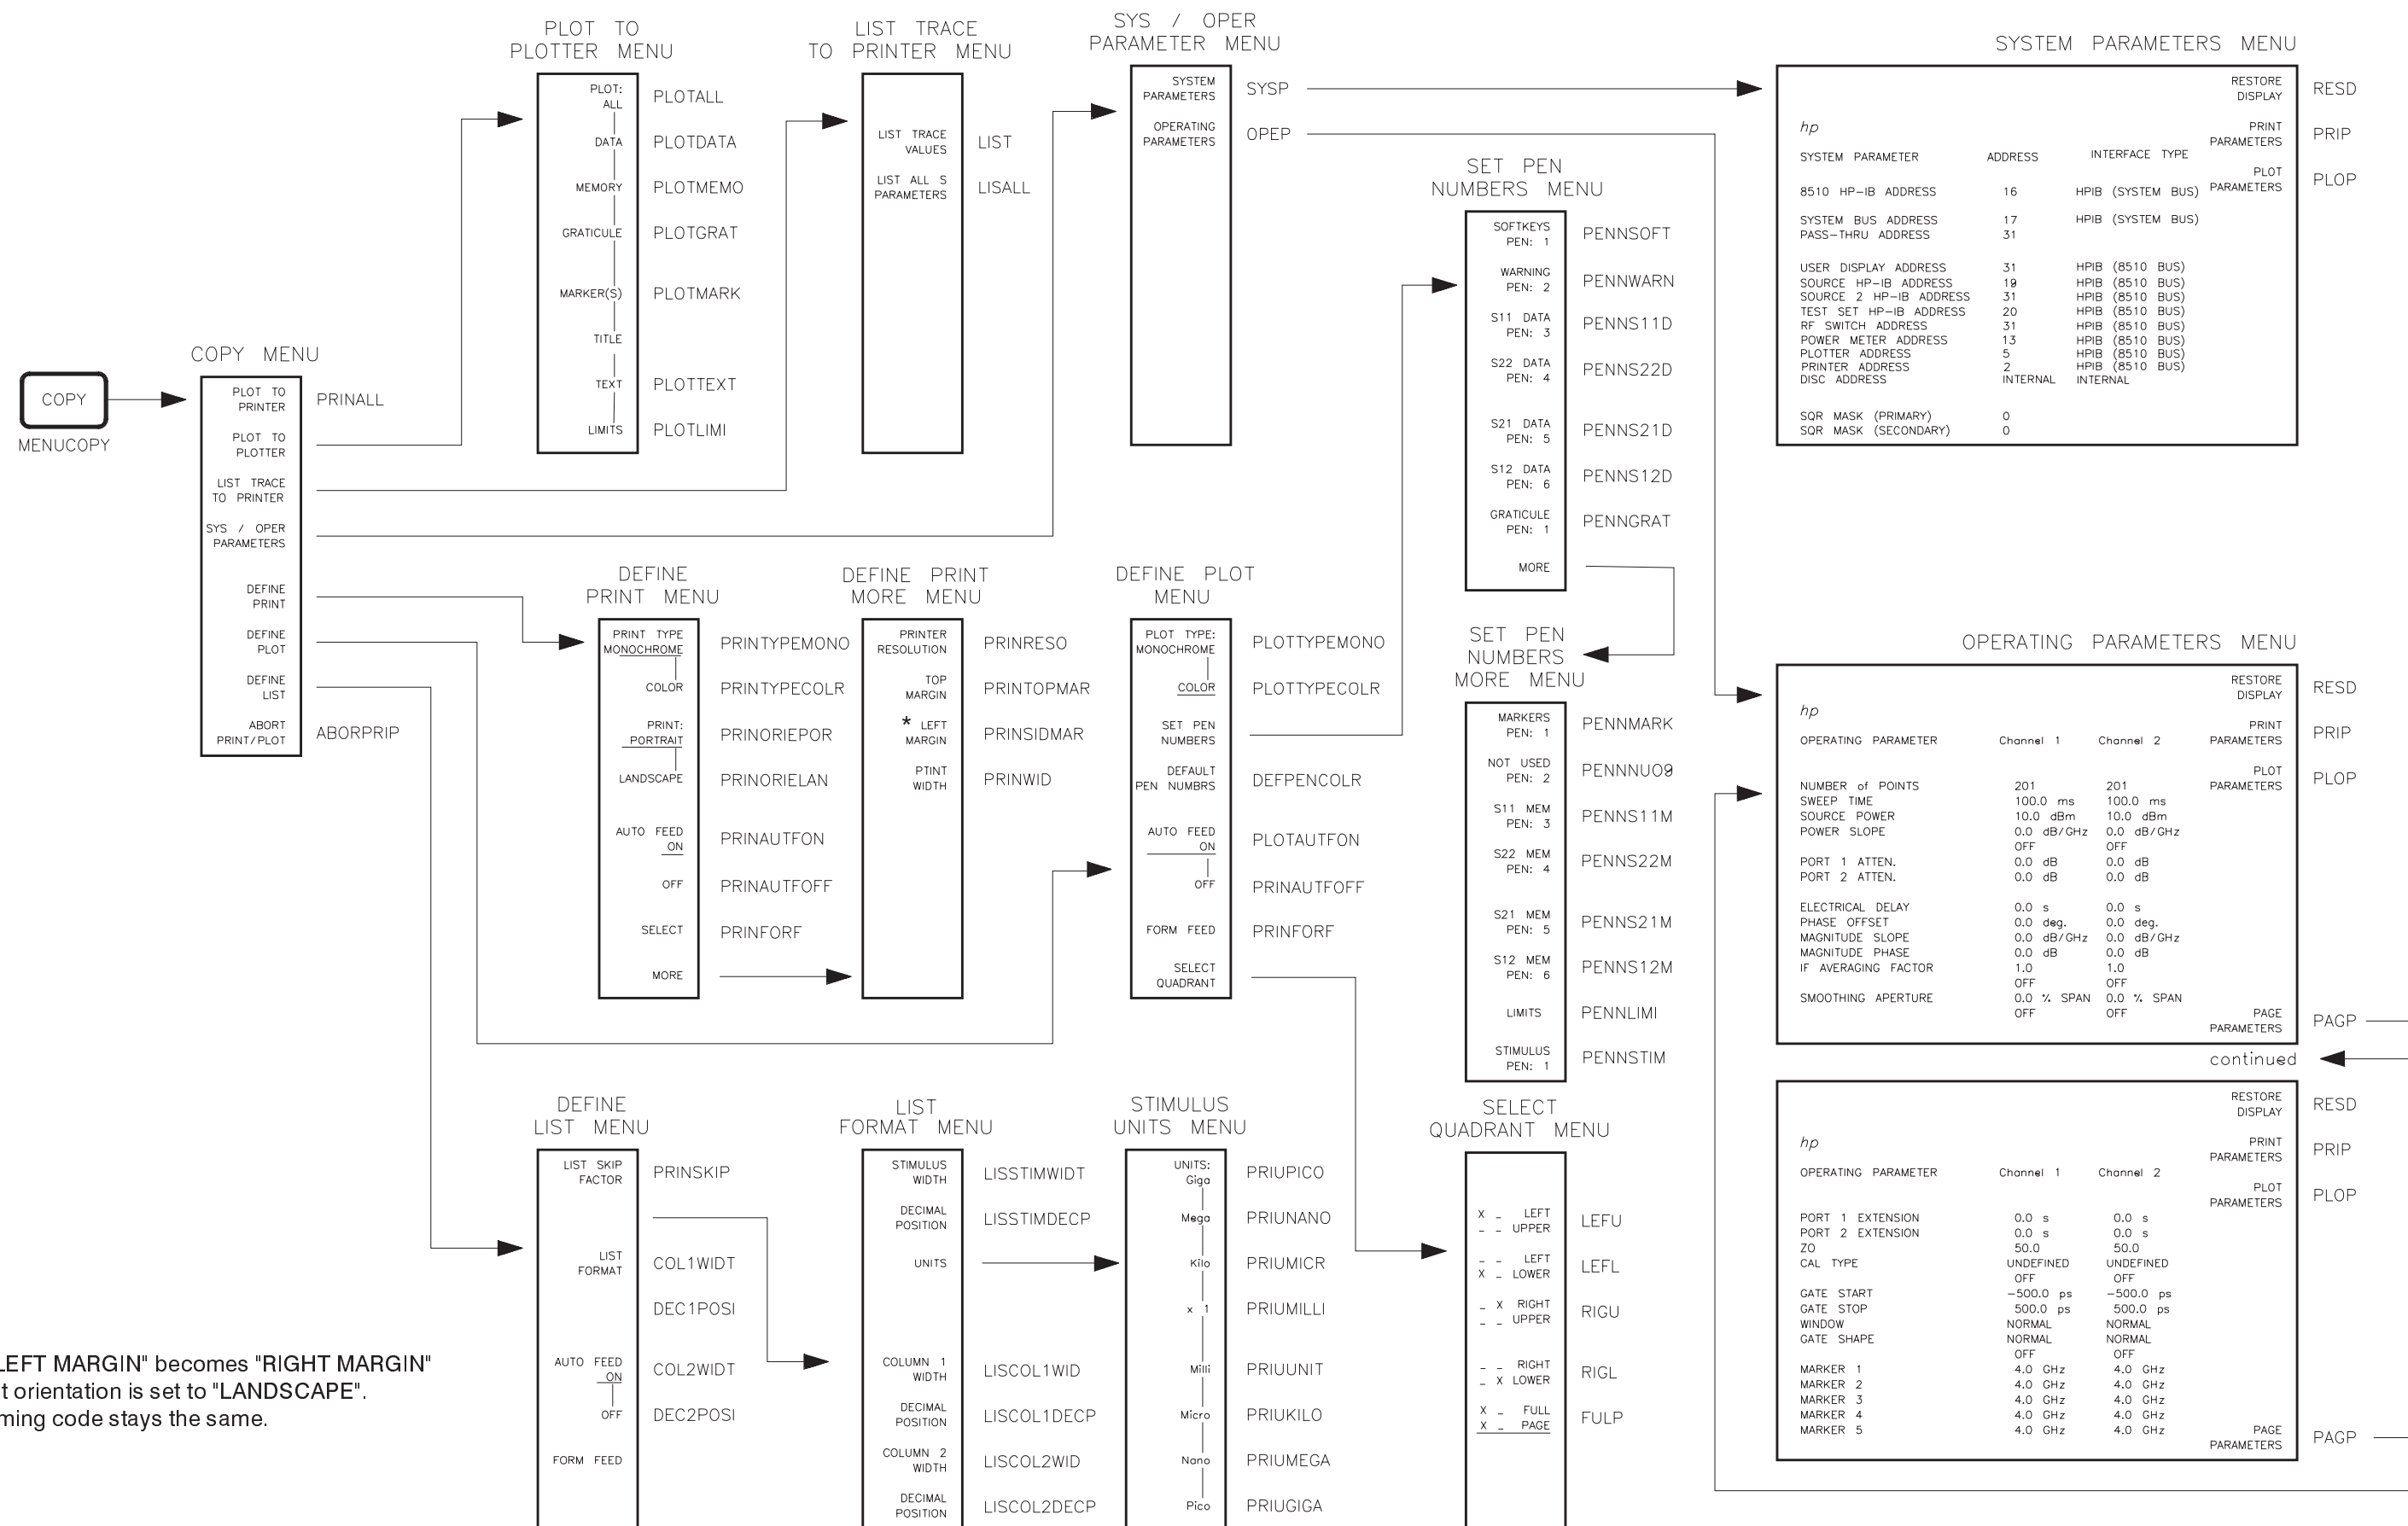 COPY
MENUCOPY
COPY MENU
PLOT TO
PRINTER
PRINALL
PLOT TO
PLOTTER
LIST TRACE
TO PRINTER
SYS / OPER
PARAMETERS
DEFINE
PRINT
DEFINE
PLOT
DEFINE
LIST
ABORT
PRINT/PLOT
ABORPRIP
PLOT TO
PLOTTER MENU
PLOT:
ALL
PLOTALL
DATA
PLOTDATA
MEMORY
PLOTMEMO
GRATICULE
PLOTGRAT
MARKER(S)
PLOTMARK
TITLE
TEXT
PLOTTEXT
LIMITS
PLOTLIMI
LIST TRACE
TO PRINTER MENU
LIST TRACE
VALUES
LIST
LIST ALL S
PARAMETERS
LISALL
SYS / OPER
PARAMETER MENU
SYSTEM
PARAMETERS
SYSP
OPERATING
PARAMETERS
OPEP
SYSTEM PARAMETERS MENU
RESTORE
DISPLAY
RESD
hp
PRINT
PARAMETERS
PRIP
SYSTEM PARAMETER ADDRESS INTERFACE TYPE
PLOT
PARAMETERS
PLOP
8510 HP-IB ADDRESS 16 HPIB (SYSTEM BUS)
SYSTEM BUS ADDRESS 17 HPIB (SYSTEM BUS)
PASS-THRU ADDRESS 31
USER DISPLAY ADDRESS 31 HPIB (8510 BUS)
SOURCE HP-IB ADDRESS 19 HPIB (8510 BUS)
SOURCE 2 HP-IB ADDRESS 31 HPIB (8510 BUS)
TEST SET HP-IB ADDRESS 20 HPIB (8510 BUS)
RF SWITCH ADDRESS 31 HPIB (8510 BUS)
POWER METER ADDRESS 13 HPIB (8510 BUS)
PLOTTER ADDRESS 5 HPIB (8510 BUS)
PRINTER ADDRESS 2 HPIB (8510 BUS)
DISC ADDRESS INTERNAL INTERNAL
SQR MASK (PRIMARY) 0
SQR MASK (SECONDARY) 0
SET PEN
NUMBERS MENU
SOFTKEYS
PEN: 1
PENNSOFT
WARNING
PEN: 2
PENNWARN
S11 DATA
PEN: 3
PENNS11D
S22 DATA
PEN: 4
PENNS22D
S21 DATA
PEN: 5
PENNS21D
S12 DATA
PEN: 6
PENNS12D
GRATICULE
PEN: 1
PENNGRAT
MORE
DEFINE
PRINT MENU
PRINT TYPE
MONOCHROME
PRINTYPEMONO
COLOR
PRINTYPECOLR
PRINT:
PORTRAIT
PRINORIEPOR
LANDSCAPE
PRINORIELAN
AUTO FEED
ON
PRINAUTFON
OFF
PRINAUTFOFF
SELECT
PRINFORF
MORE
DEFINE PRINT
MORE MENU
PRINTER
RESOLUTION
PRINRESO
TOP
MARGIN
PRINTOPMAR
* LEFT
MARGIN
PRINSIDMAR
PTINT
WIDTH
PRINWID
DEFINE PLOT
MENU
PLOT TYPE:
MONOCHROME
PLOTTYPEMONO
COLOR
PLOTTYPECOLR
SET PEN
NUMBERS
DEFAULT
PEN NUMBRS
DEFPENCOLR
AUTO FEED
ON
PLOTAUTFON
OFF
PRINAUTFOFF
FORM FEED
PRINFORF
SELECT
QUADRANT
SET PEN
NUMBERS
MORE MENU
MARKERS
PEN: 1
PENNMARK
NOT USED
PEN: 2
PENNNUO9
S11 MEM
PEN: 3
PENNS11M
S22 MEM
PEN: 4
PENNS22M
S21 MEM
PEN: 5
PENNS21M
S12 MEM
PEN: 6
PENNS12M
LIMITS
PENNLIMI
STIMULUS
PEN: 1
PENNSTIM
OPERATING PARAMETERS MENU
RESTORE
DISPLAY
RESD
hp
PRINT
PARAMETERS
PRIP
OPERATING PARAMETER Channel 1 Channel 2
PLOT
PARAMETERS
PLOP
NUMBER of POINTS 201 201
SWEEP TIME 100.0 ms 100.0 ms
SOURCE POWER 10.0 dBm 10.0 dBm
POWER SLOPE 0.0 dB/GHz 0.0 dB/GHz
OFF OFF
PORT 1 ATTEN. 0.0 dB 0.0 dB
PORT 2 ATTEN. 0.0 dB 0.0 dB
ELECTRICAL DELAY 0.0 s 0.0 s
PHASE OFFSET 0.0 deg. 0.0 deg.
MAGNITUDE SLOPE 0.0 dB/GHz 0.0 dB/GHz
MAGNITUDE PHASE 0.0 dB 0.0 dB
IF AVERAGING FACTOR 1.0 1.0
OFF OFF
SMOOTHING APERTURE 0.0 % SPAN 0.0 % SPAN
OFF OFF
PAGE
PARAMETERS
PAGP
continued
RESTORE
DISPLAY
RESD
hp
PRINT
PARAMETERS
PRIP
OPERATING PARAMETER Channel 1 Channel 2
PLOT
PARAMETERS
PLOP
PORT 1 EXTENSION 0.0 s 0.0 s
PORT 2 EXTENSION 0.0 s 0.0 s
ZO 50.0 50.0
CAL TYPE UNDEFINED UNDEFINED
OFF OFF
GATE START -500.0 ps -500.0 ps
GATE STOP 500.0 ps 500.0 ps
WINDOW NORMAL NORMAL
GATE SHAPE NORMAL NORMAL
OFF OFF
MARKER 1 4.0 GHz 4.0 GHz
MARKER 2 4.0 GHz 4.0 GHz
MARKER 3 4.0 GHz 4.0 GHz
MARKER 4 4.0 GHz 4.0 GHz
MARKER 5 4.0 GHz 4.0 GHz
PAGE
PARAMETERS
PAGP
DEFINE
LIST MENU
LIST SKIP
FACTOR
PRINSKIP
LIST
FORMAT
COL1WIDT
DEC1POSI
AUTO FEED
ON
COL2WIDT
OFF
DEC2POSI
FORM FEED
LIST
FORMAT MENU
STIMULUS
WIDTH
LISSTIMWIDT
DECIMAL
POSITION
LISSTIMDECP
UNITS
COLUMN 1
WIDTH
LISCOL1WID
DECIMAL
POSITION
LISCOL1DECP
COLUMN 2
WIDTH
LISCOL2WID
DECIMAL
POSITION
LISCOL2DECP
STIMULUS
UNITS MENU
UNITS:
Giga
PRIUPICO
Mega
PRIUNANO
Kilo
PRIUMICR
x 1
PRIUMILLI
Milli
PRIUUNIT
Micro
PRIUKILO
Nano
PRIUMEGA
Pico
PRIUGIGA
SELECT
QUADRANT MENU
X _ LEFT
_ _ UPPER
LEFU
_ _ LEFT
X _ LOWER
LEFL
_ X RIGHT
_ _ UPPER
RIGU
_ _ RIGHT
_ X LOWER
RIGL
X _ FULL
X _ PAGE
FULP
LEFT MARGIN" becomes "RIGHT MARGIN"
t orientation is set to "LANDSCAPE".
ming code stays the same.